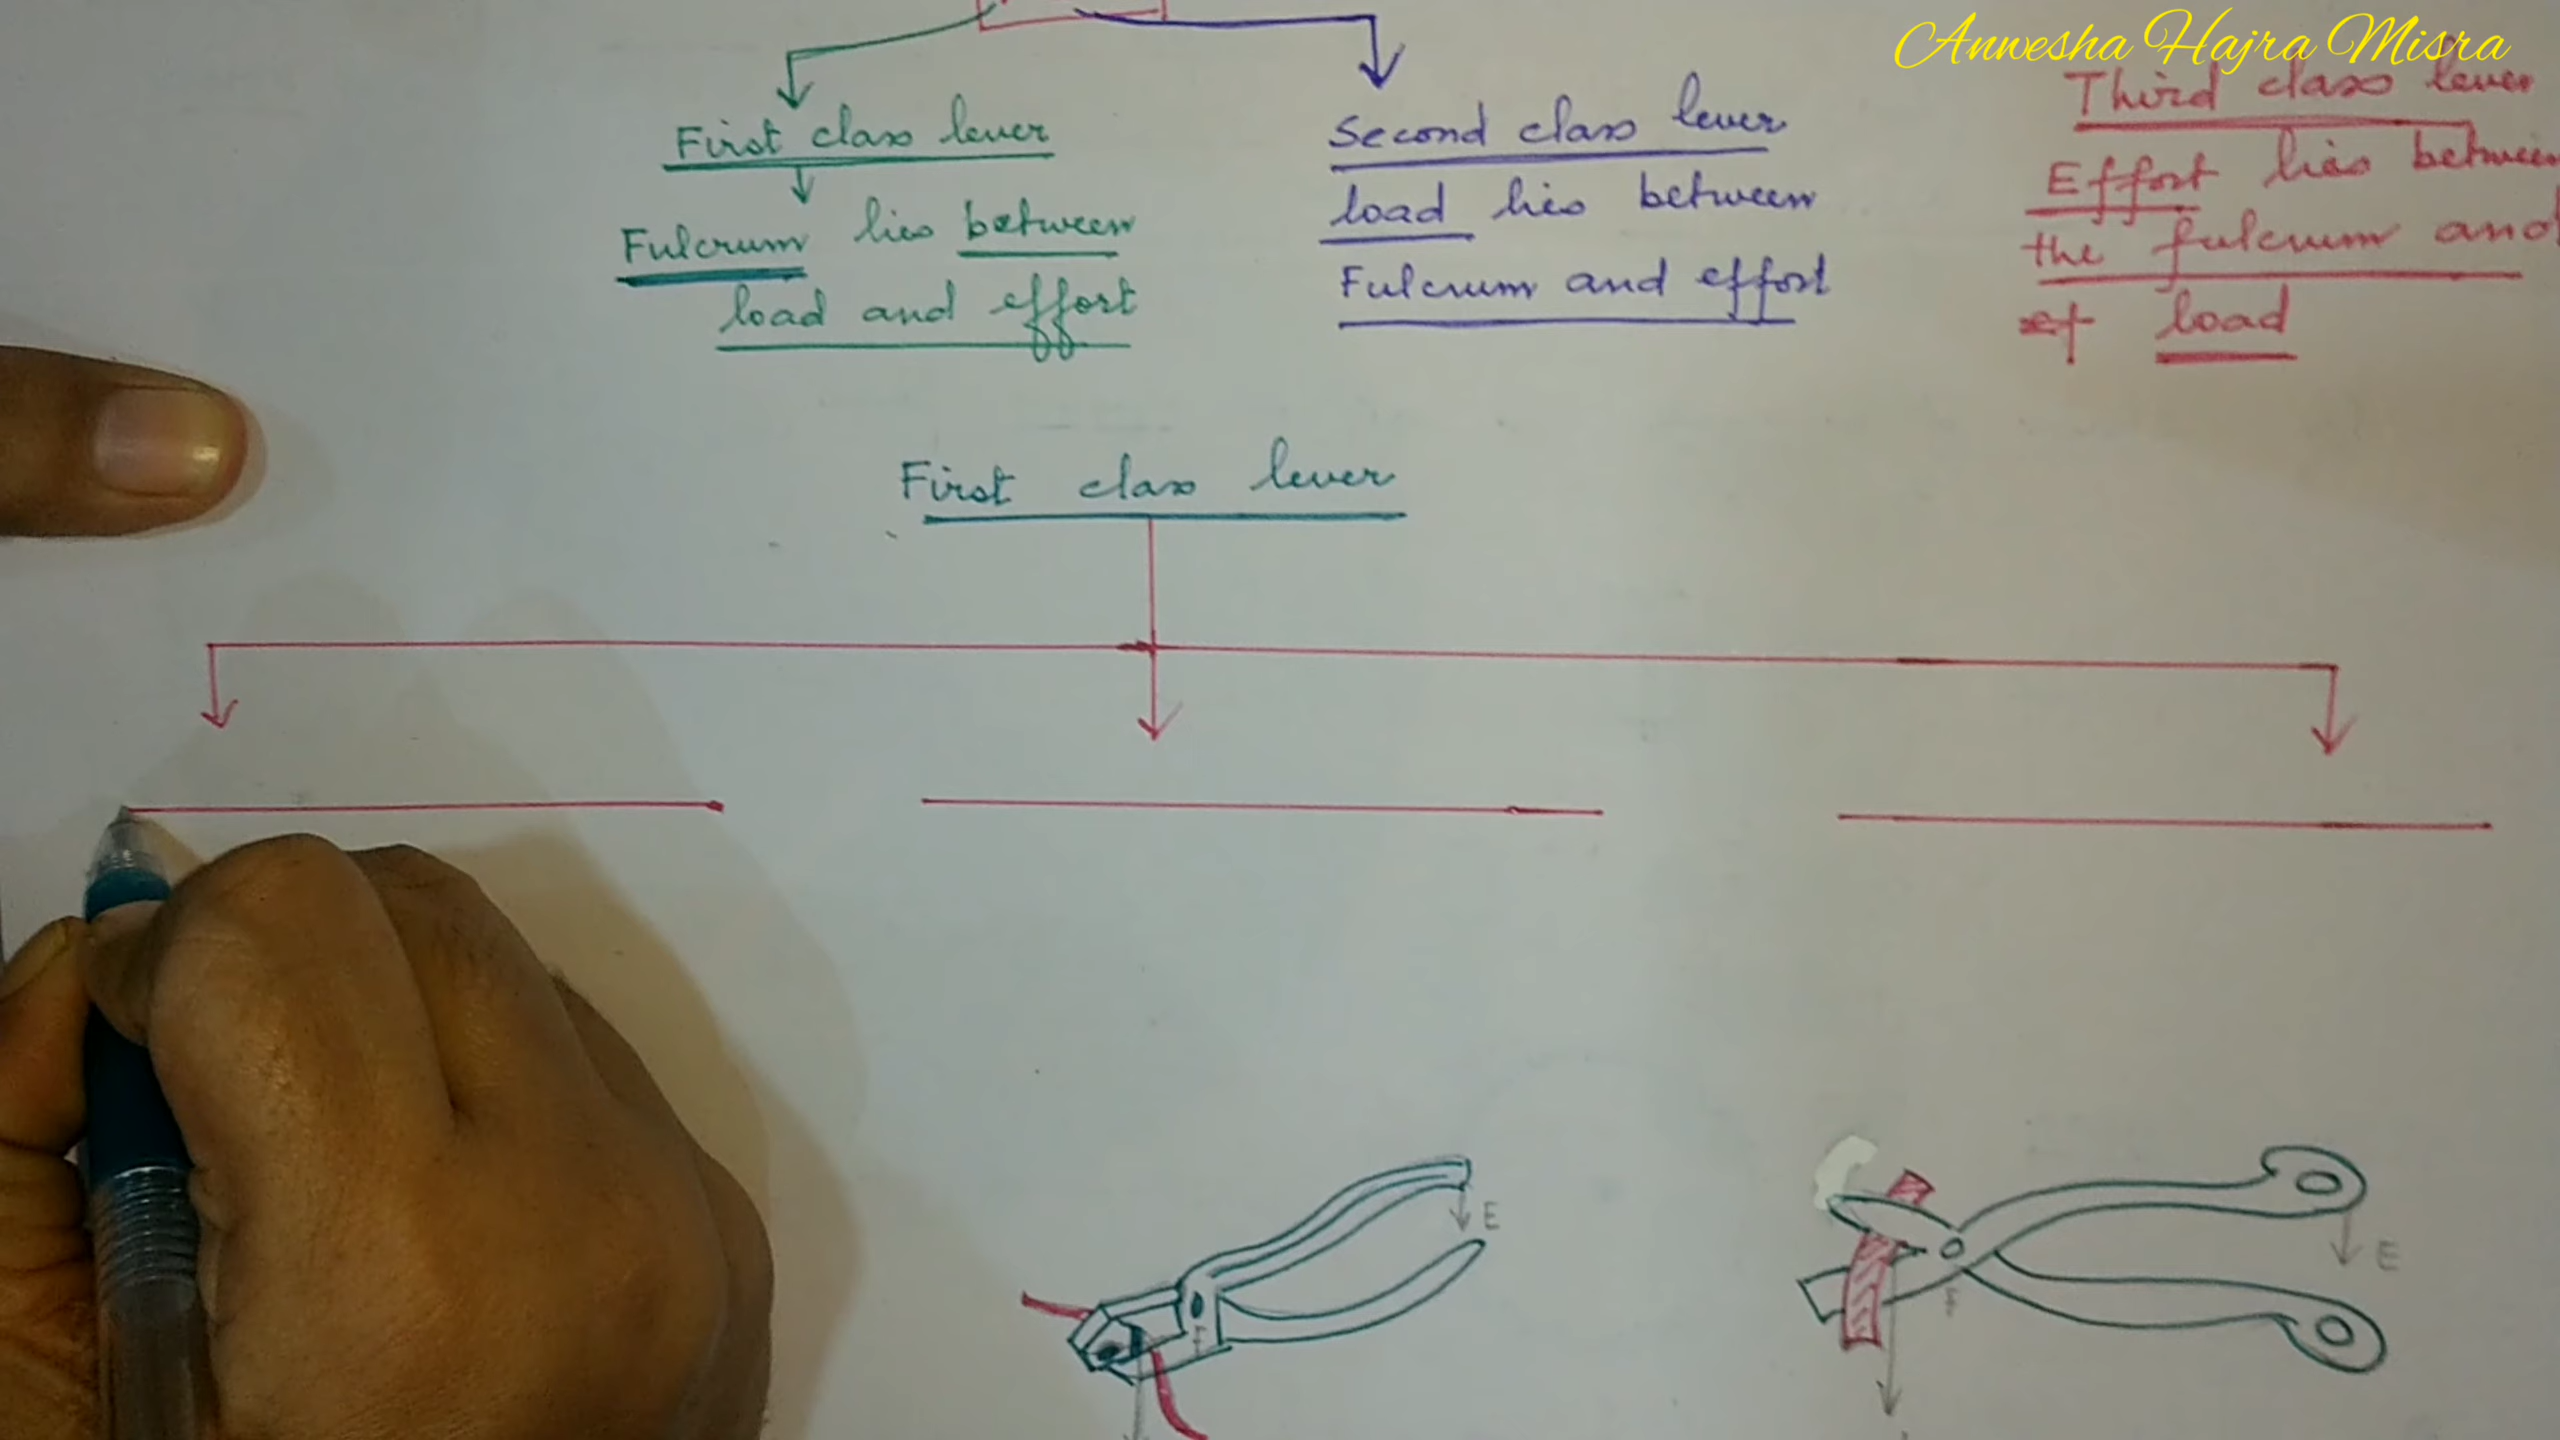 Anwesha Hajra Misra
First class lever
Fulcrum lies between
load and effort
Second class lever
load lies between
Fulcrum and effort
Third class lever
Effort lies between
the fulcrum and
load
First class lever
E
F
E
F